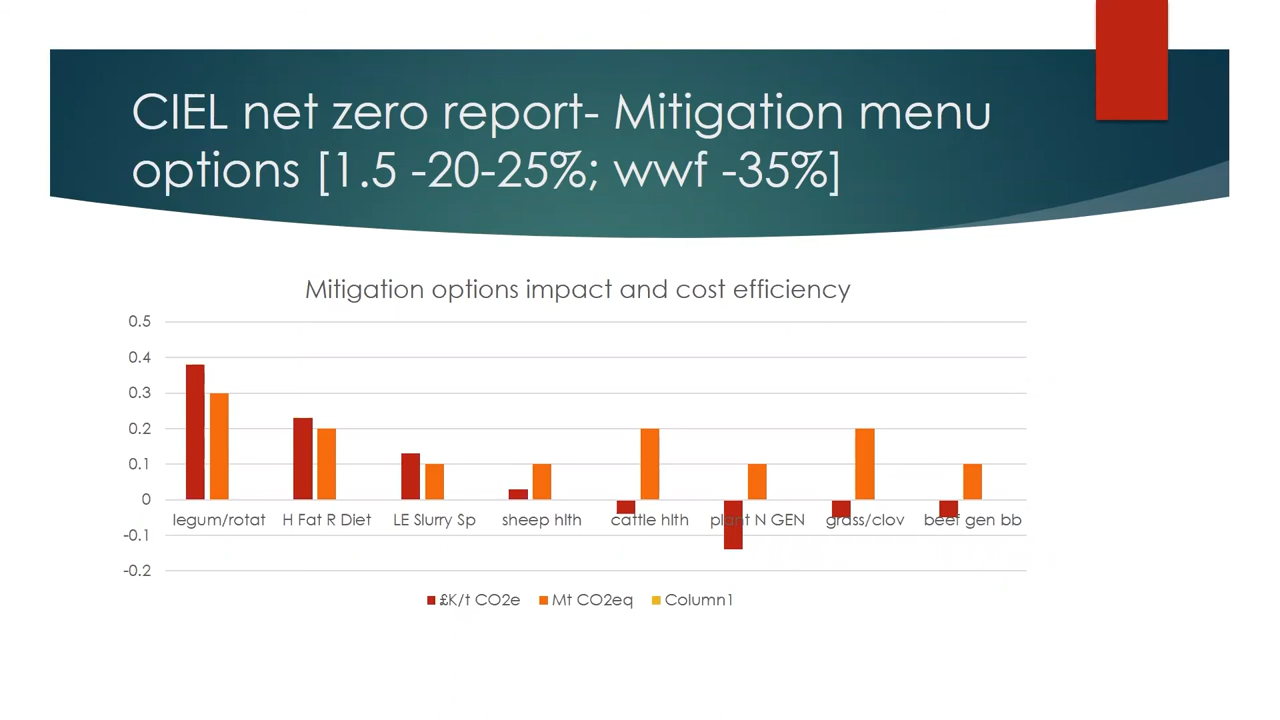 CIEL net zero report- Mitigation menu
options [1.5 -20-25%; wwf -35%]
Mitigation options impact and cost efficiency
0.5
0.4
0.3
0.2
0.1
0
-0.1
-0.2
legum/rotat H Fat R Diet LE Slurry Sp sheep hlth cattle hlth plant N GEN grass/clov beef gen bb
£K/t CO2e Mt CO2eq Column1